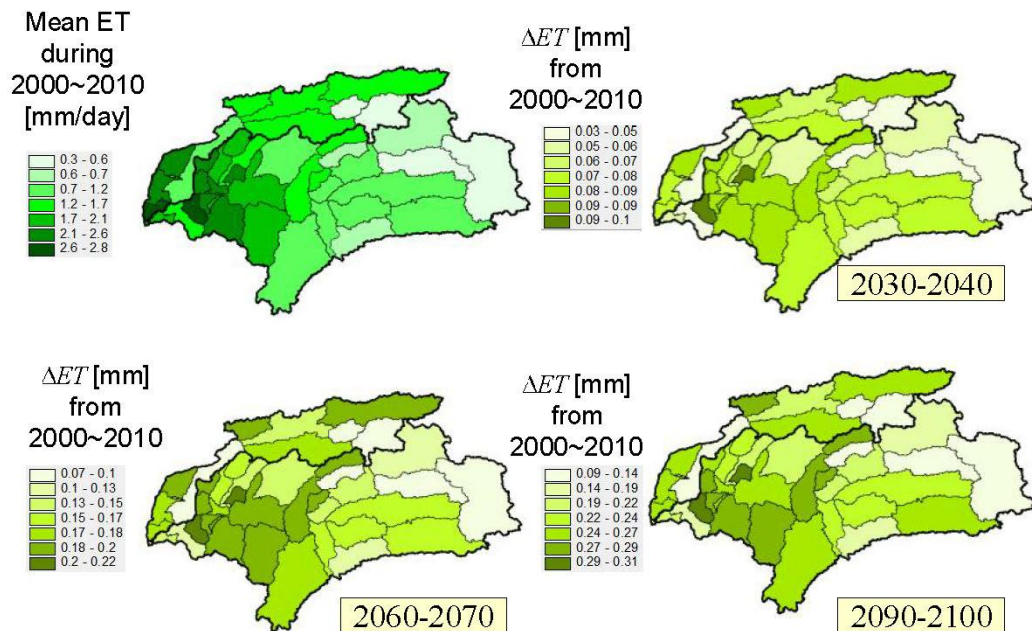 Mean ET
during
2000~2010
[mm/day]
0.3 - 0.6
0.6 - 0.7
0.7 - 1.2
1.2 - 1.7
1.7 - 2.1
2.1 - 2.6
2.6 - 2.8
ΔET [mm]
from
2000~2010
0.03 - 0.05
0.05 - 0.06
0.06 - 0.07
0.07 - 0.08
0.08 - 0.09
0.09 - 0.09
0.09 - 0.1
2030-2040
ΔET [mm]
from
2000~2010
0.07 - 0.1
0.1 - 0.13
0.13 - 0.15
0.15 - 0.17
0.17 - 0.18
0.18 - 0.2
0.2 - 0.22
2060-2070
ΔET [mm]
from
2000~2010
0.09 - 0.14
0.14 - 0.19
0.19 - 0.22
0.22 - 0.24
0.24 - 0.27
0.27 - 0.29
0.29 - 0.31
2090-2100